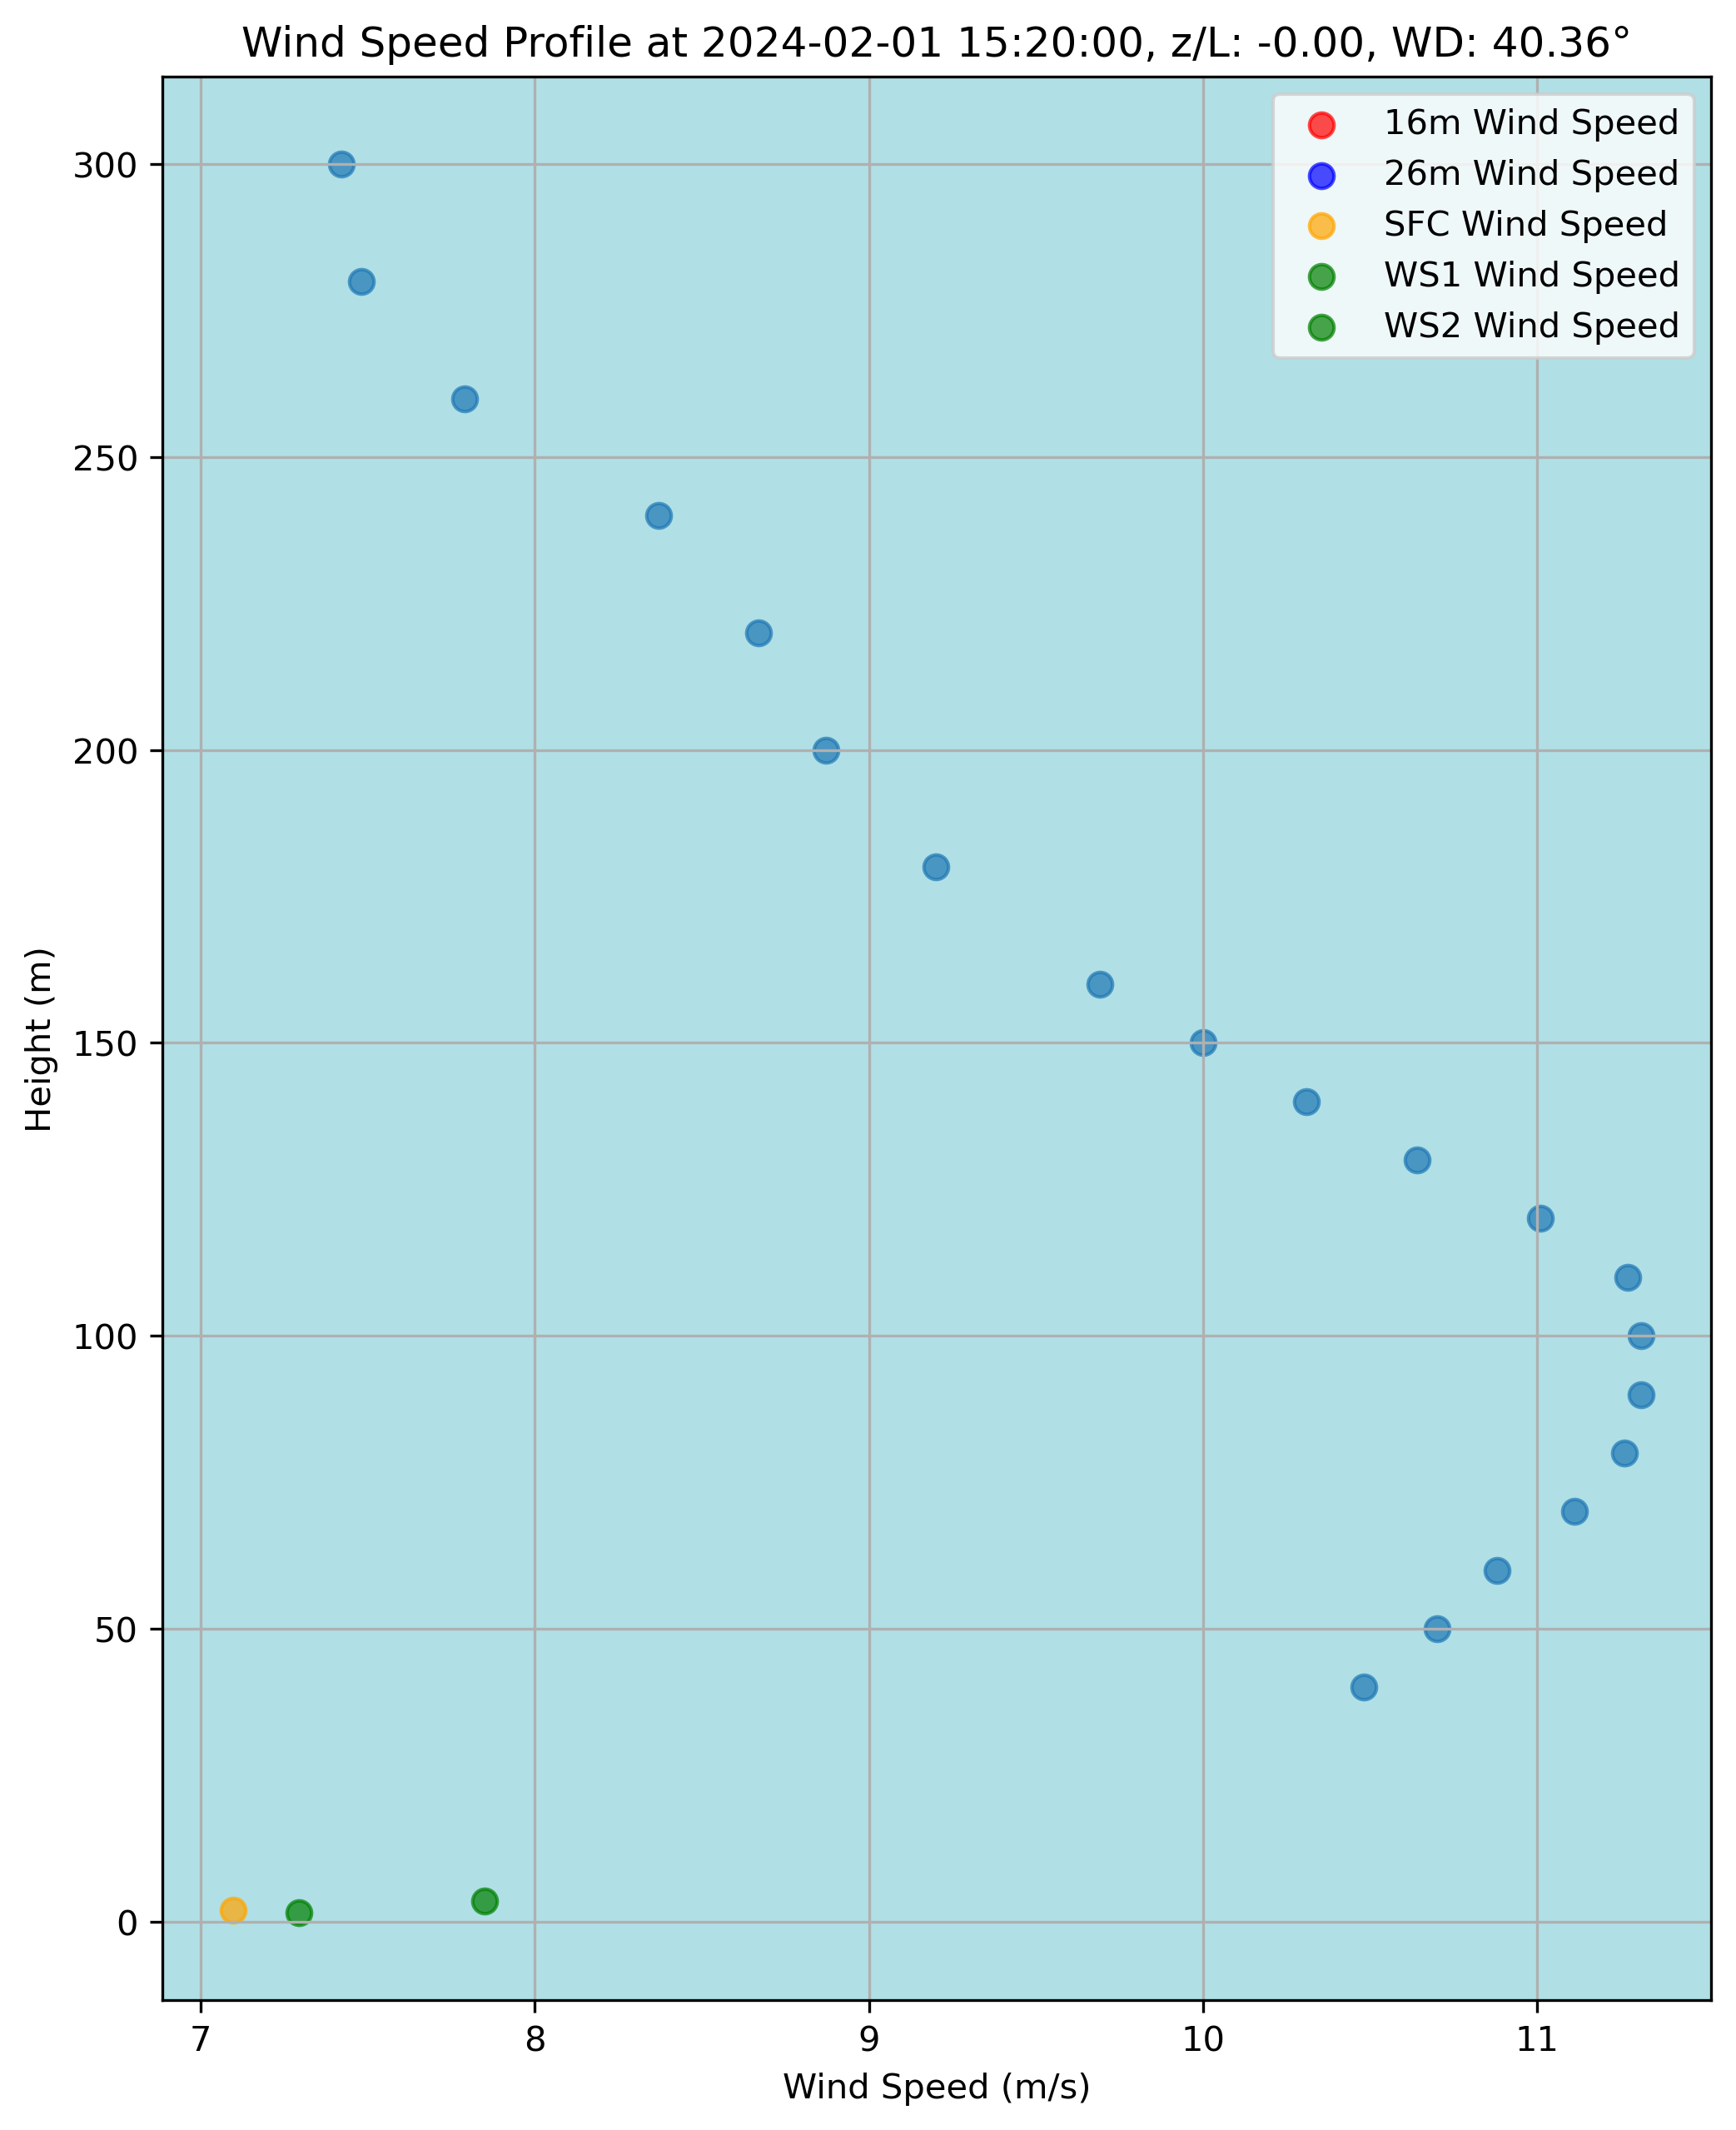 Wind Speed Profile at 2024-02-01 15:20:00, z/L: -0.00, WD: 40.36°
16m Wind Speed
26m Wind Speed
SFC Wind Speed
WS1 Wind Speed
WS2 Wind Speed
300
250
200
150
100
50
0
Height (m)
7 8 9 10 11
Wind Speed (m/s)